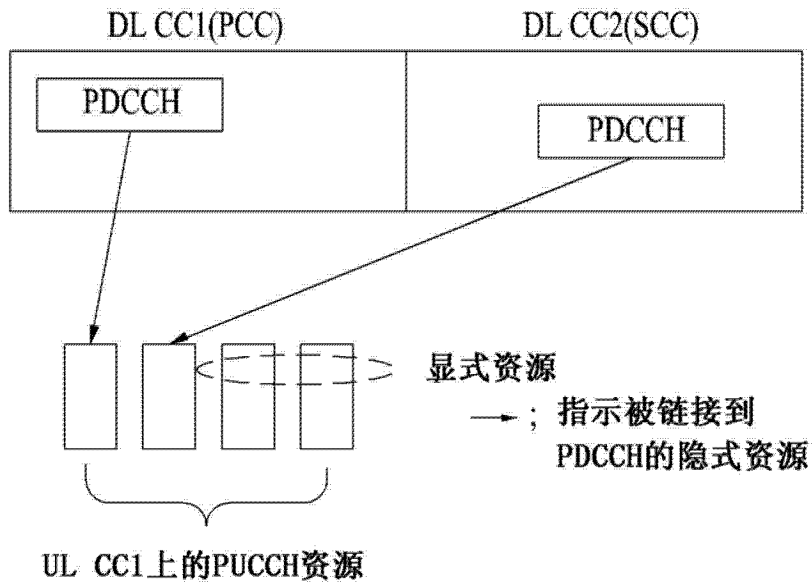 DL CC1(PCC)
DL CC2(SCC)
PDCCH
PDCCH
显式资源
; 指示被链接到
PDCCH的隐式资源
UL CC1上的PUCCH资源